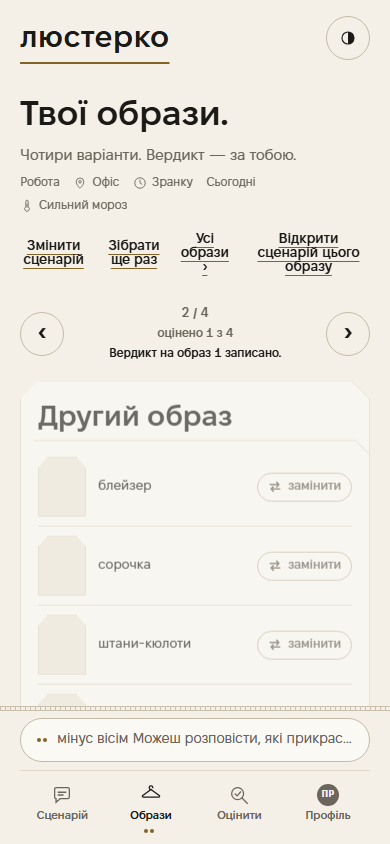 люстерко
Твої образи.
Чотири варіанти. Вердикт — за тобою.
Робота Офіс Зранку Сьогодні
Сильний мороз
Змінити
сценарій
Зібрати
ще раз
Усі
образи
›
Відкрити
сценарій цього
образу
‹
2 / 4
оцінено 1 з 4
Вердикт на образ 1 записано.
›
Другий образ
блейзер замінити
сорочка замінити
штани-кюлоти замінити
мінус вісім Можеш розповісти, які прикрас…
Сценарій
Образи
Оцінити
ПР
Профіль